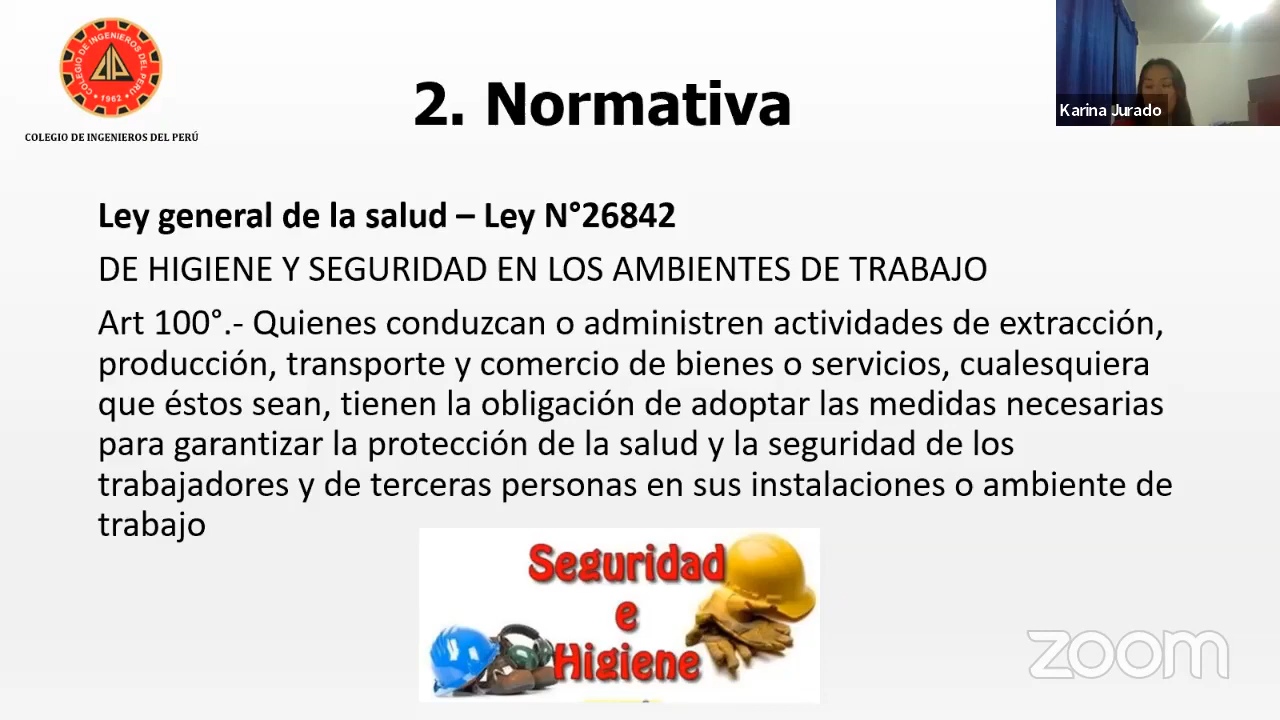 COLEGIO DE INGENIEROS DEL PERU
CIP
• 1962 •
COLEGIO DE INGENIEROS DEL PERÚ
2. Normativa
Karina Jurado
Ley general de la salud – Ley N°26842
DE HIGIENE Y SEGURIDAD EN LOS AMBIENTES DE TRABAJO
Art 100°.- Quienes conduzcan o administren actividades de extracción,
producción, transporte y comercio de bienes o servicios, cualesquiera
que éstos sean, tienen la obligación de adoptar las medidas necesarias
para garantizar la protección de la salud y la seguridad de los
trabajadores y de terceras personas en sus instalaciones o ambiente de
trabajo
Seguridad
e
Higiene
zoom